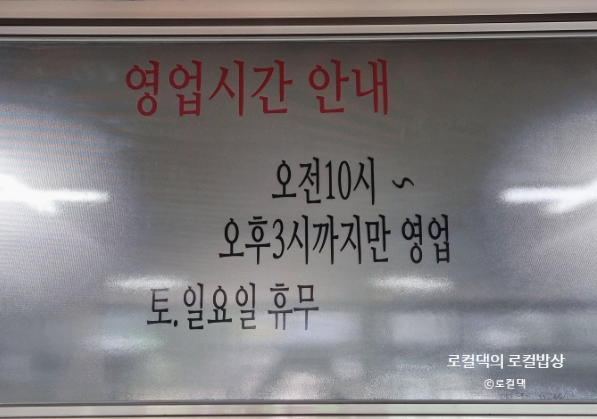 영업시간 안내
오전10시 ~
오후3시까지만 영업
토.일요일 휴무
로컬댁의 로컬밥상
©로컬댁